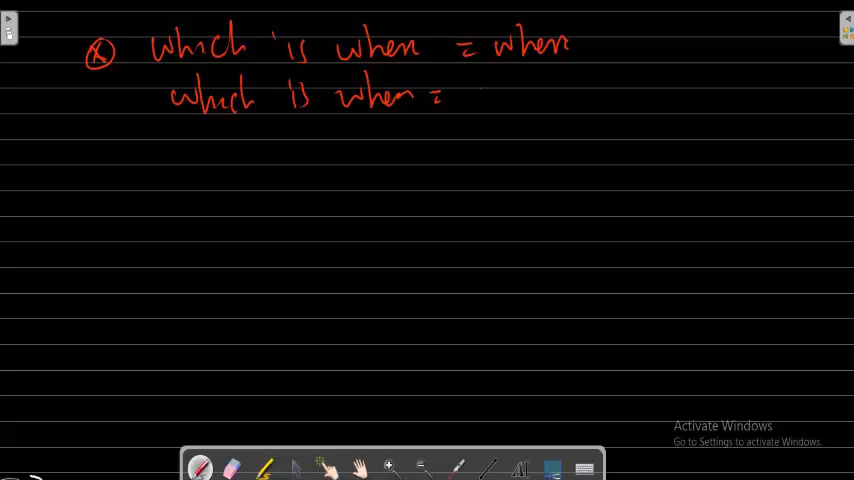 ⓧ which is when = when
which is when =
Activate Windows
Go to Settings to activate Windows.